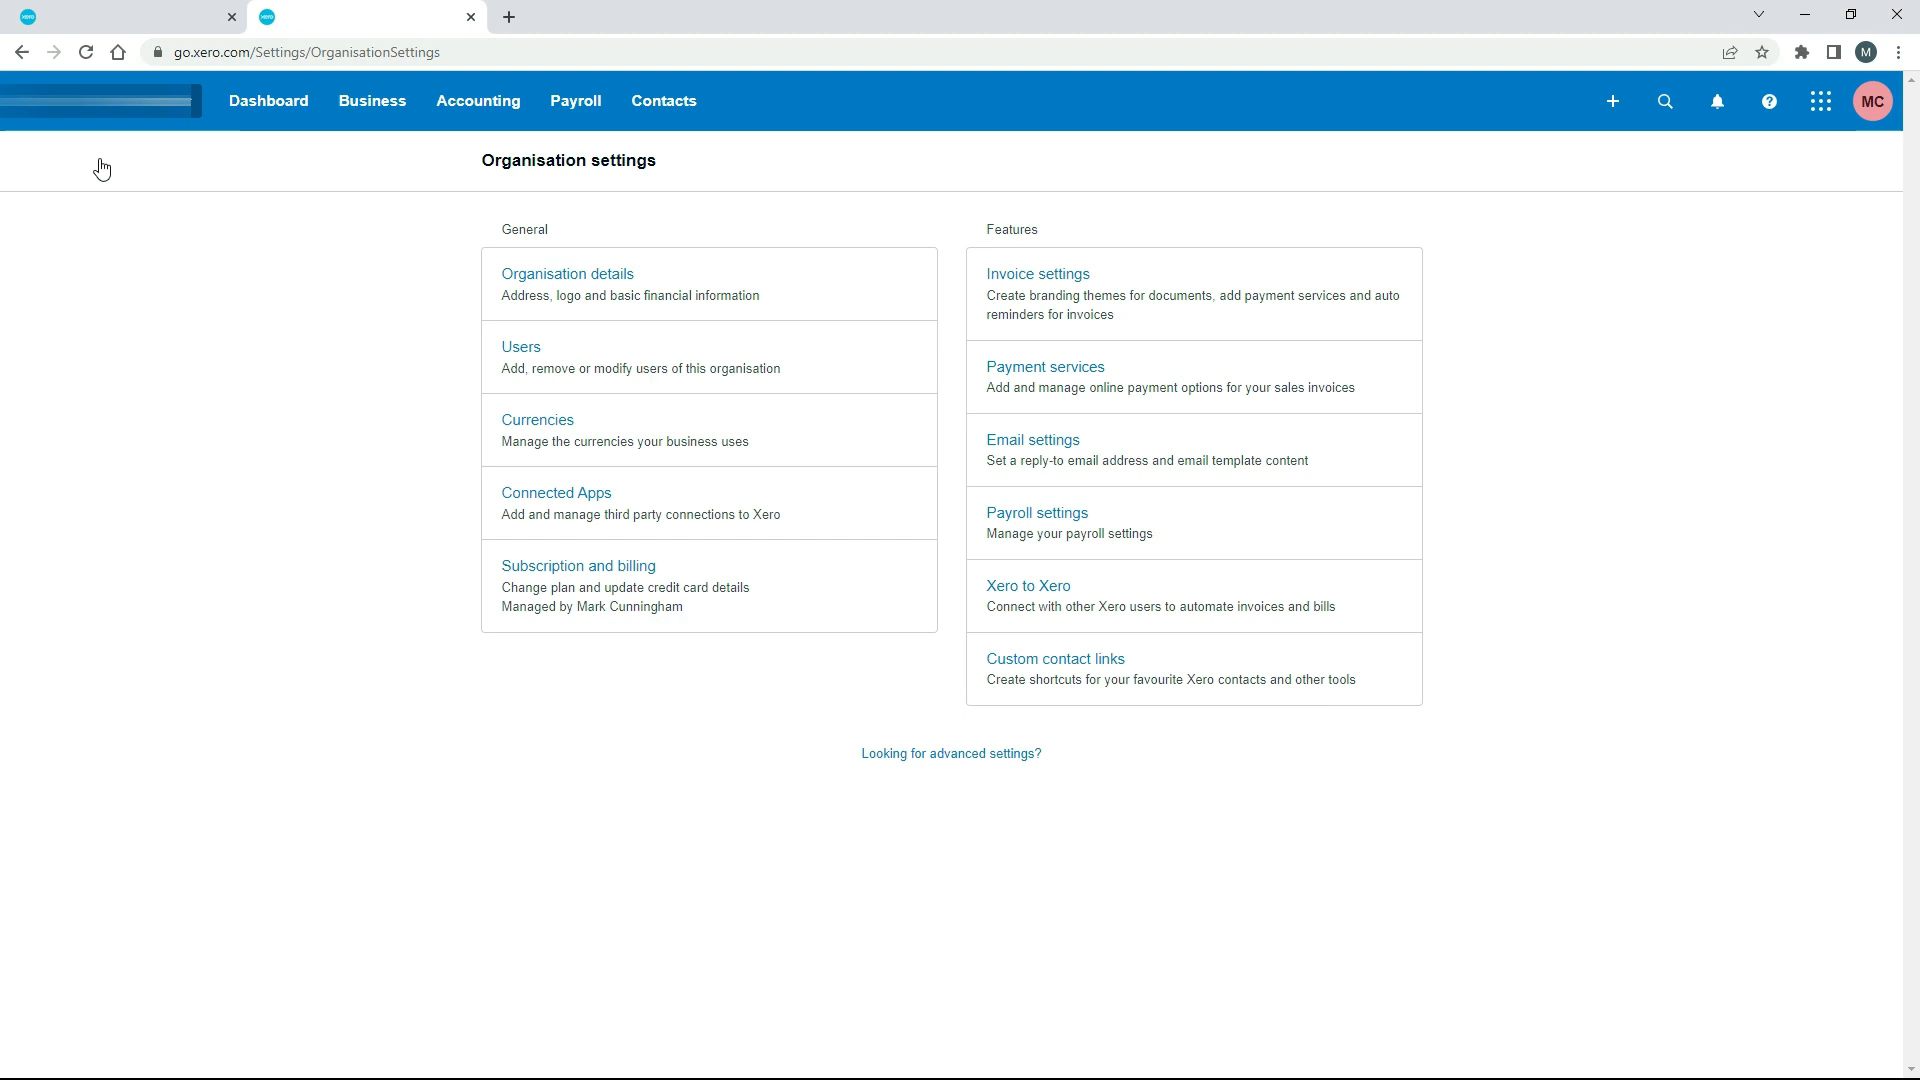 go.xero.com/Settings/OrganisationSettings
M
Dashboard Business Accounting Payroll Contacts
MC
Organisation settings
General
Organisation details
Address, logo and basic financial information
Users
Add, remove or modify users of this organisation
Currencies
Manage the currencies your business uses
Connected Apps
Add and manage third party connections to Xero
Subscription and billing
Change plan and update credit card details
Managed by Mark Cunningham
Features
Invoice settings
Create branding themes for documents, add payment services and auto
reminders for invoices
Payment services
Add and manage online payment options for your sales invoices
Email settings
Set a reply-to email address and email template content
Payroll settings
Manage your payroll settings
Xero to Xero
Connect with other Xero users to automate invoices and bills
Custom contact links
Create shortcuts for your favourite Xero contacts and other tools
Looking for advanced settings?